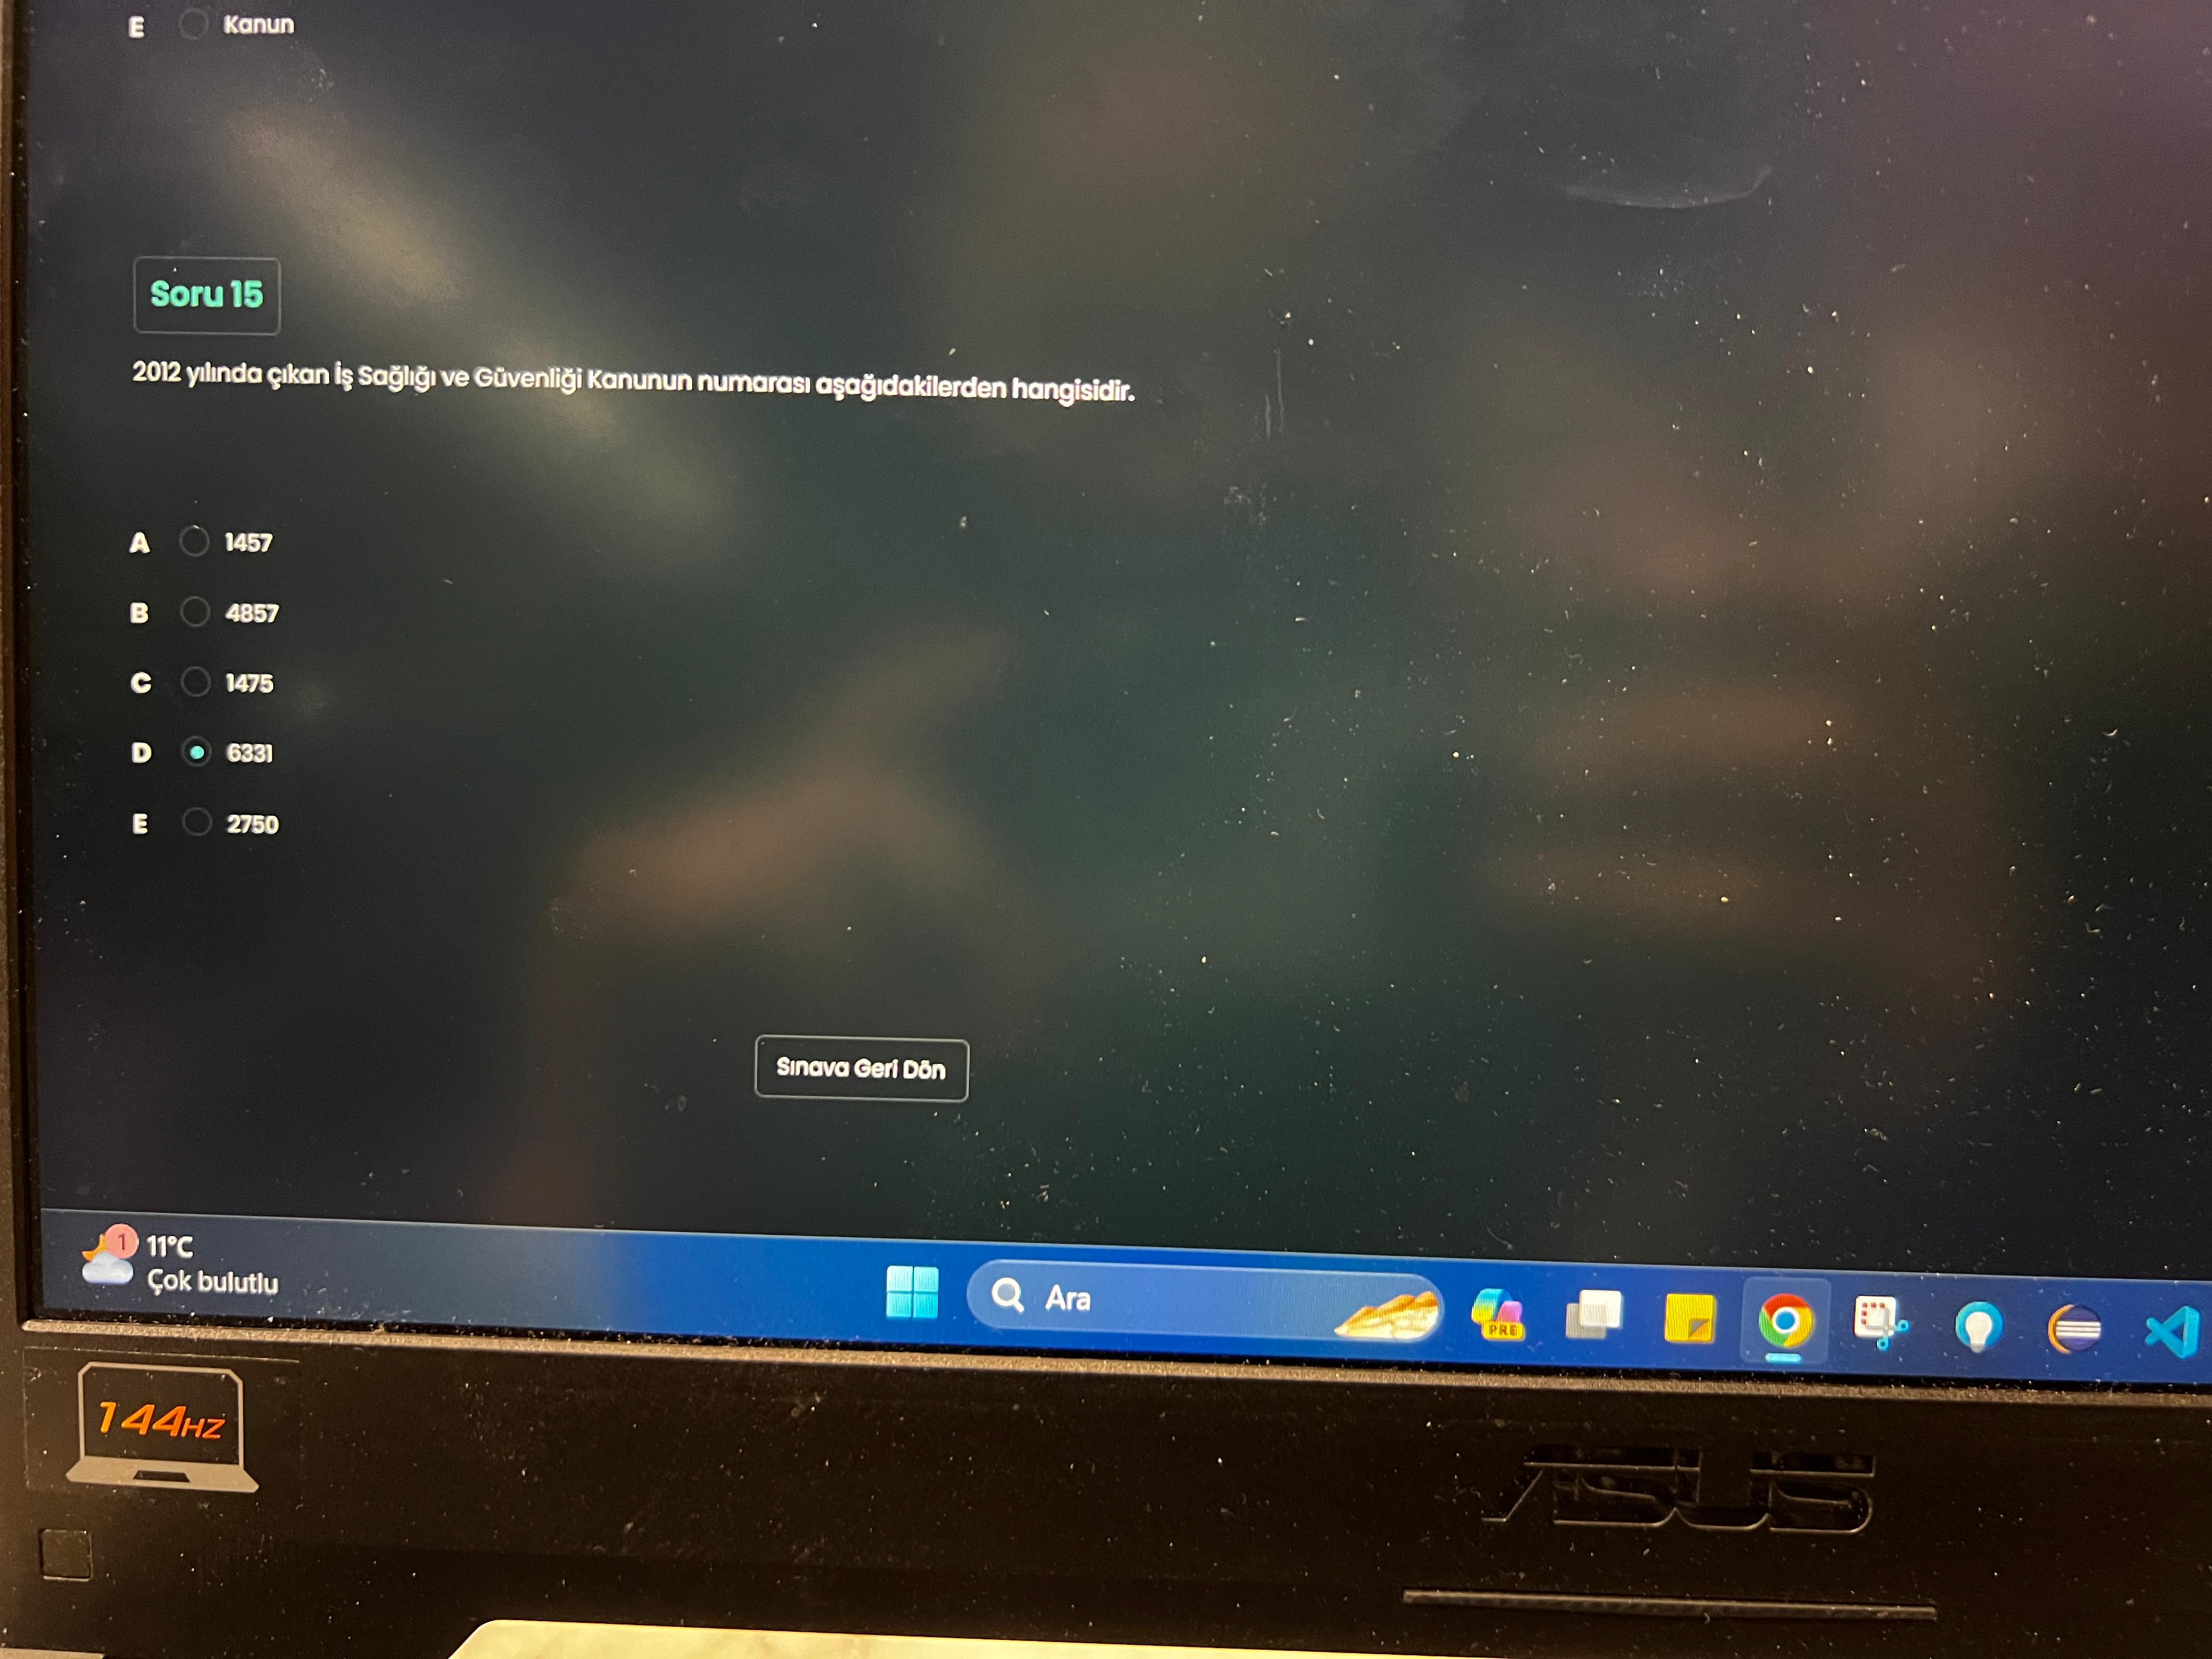 E Kanun
Soru 15
2012 yılında çıkan İş Sağlığı ve Güvenliği Kanunun numarası aşağıdakilerden hangisidir.
A 1457
B 4857
C 1475
D 6331
E 2750
Sınava Geri Dön
1
11°C
Çok bulutlu
Ara
PRE
144HZ
ASUS